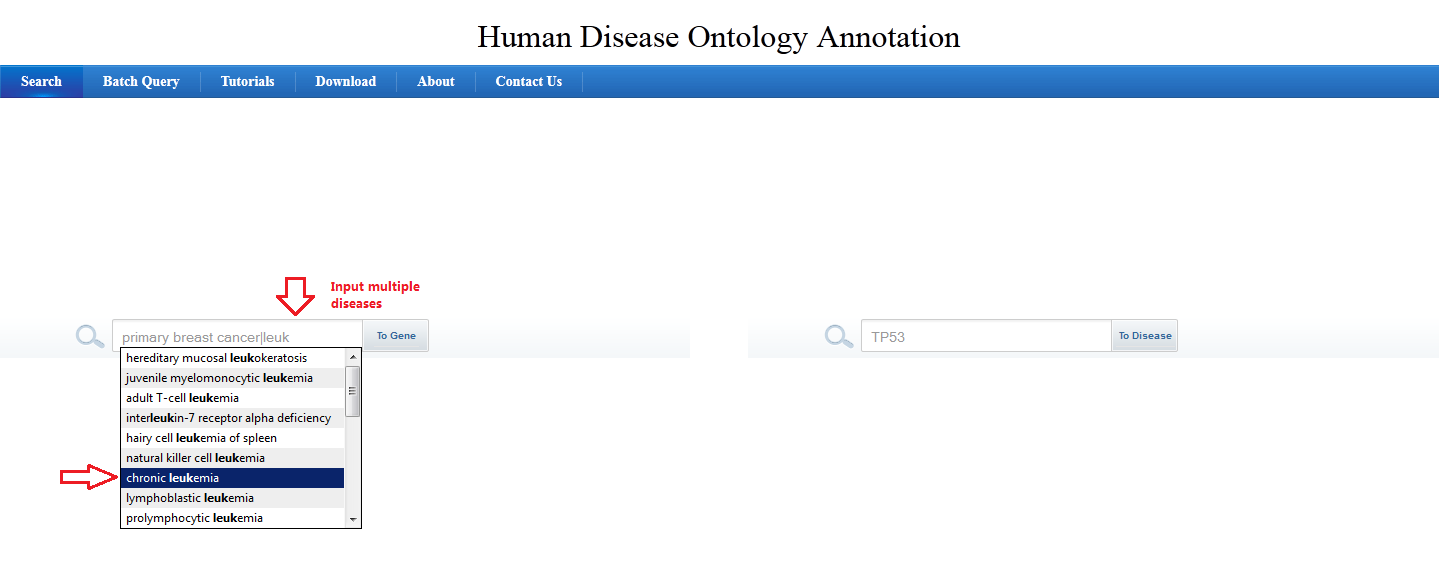 Human Disease Ontology Annotation
Search Batch Query Tutorials Download About Contact Us
Input multiple
diseases
primary breast cancer|leuk To Gene
TP53 To Disease
hereditary mucosal leukokeratosis
juvenile myelomonocytic leukemia
adult T-cell leukemia
interleukin-7 receptor alpha deficiency
hairy cell leukemia of spleen
natural killer cell leukemia
chronic leukemia
lymphoblastic leukemia
prolymphocytic leukemia